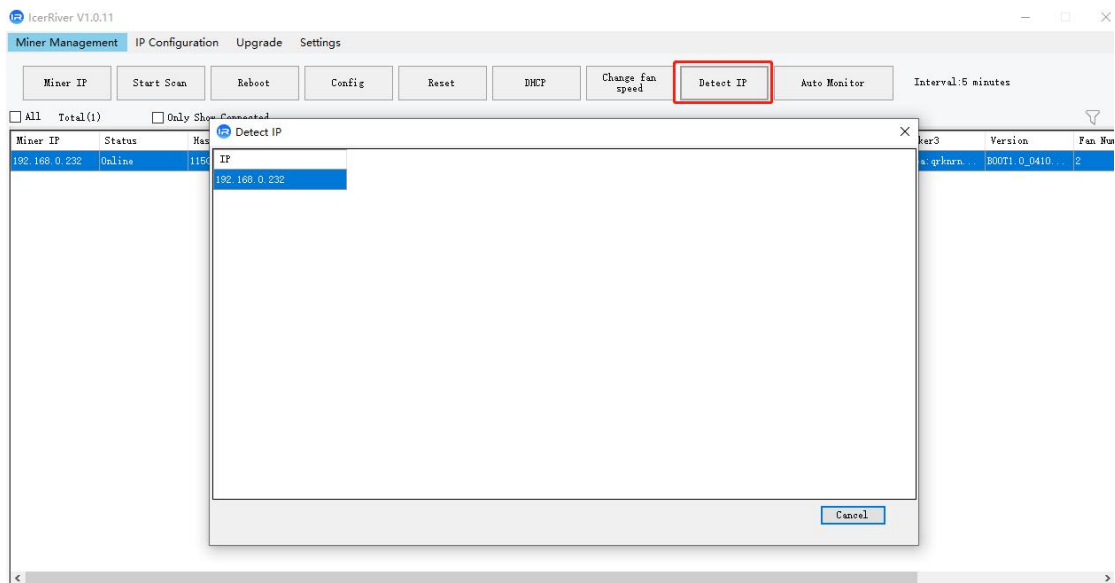 IcerRiver V1.0.11
Miner Management IP Configuration Upgrade Settings
Miner IP Start Scan Reboot Config Reset DHCP Change fan speed Detect IP Auto Monitor Interval:5 minutes
All Total(1) Only Show Connected
Detect IP
Miner IP Status Has ker3 Version Fan Num
192.168.0.232 Online 115G a:qrknrn... BOOT1.0_0410... 2
IP
192.168.0.232
Cancel